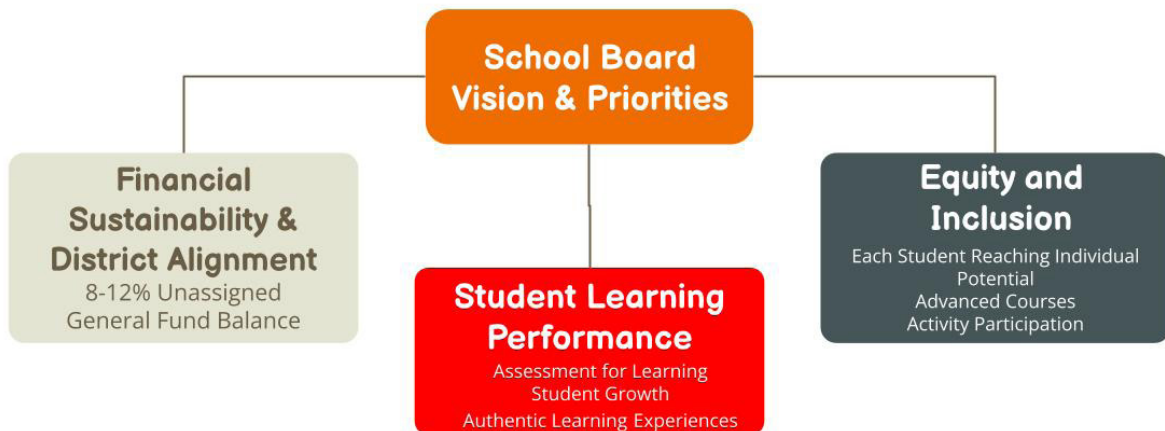 School Board
Vision & Priorities
Financial
Sustainability &
District Alignment
8-12% Unassigned
General Fund Balance
Student Learning
Performance
Assessment for Learning
Student Growth
Authentic Learning Experiences
Equity and
Inclusion
Each Student Reaching Individual
Potential
Advanced Courses
Activity Participation